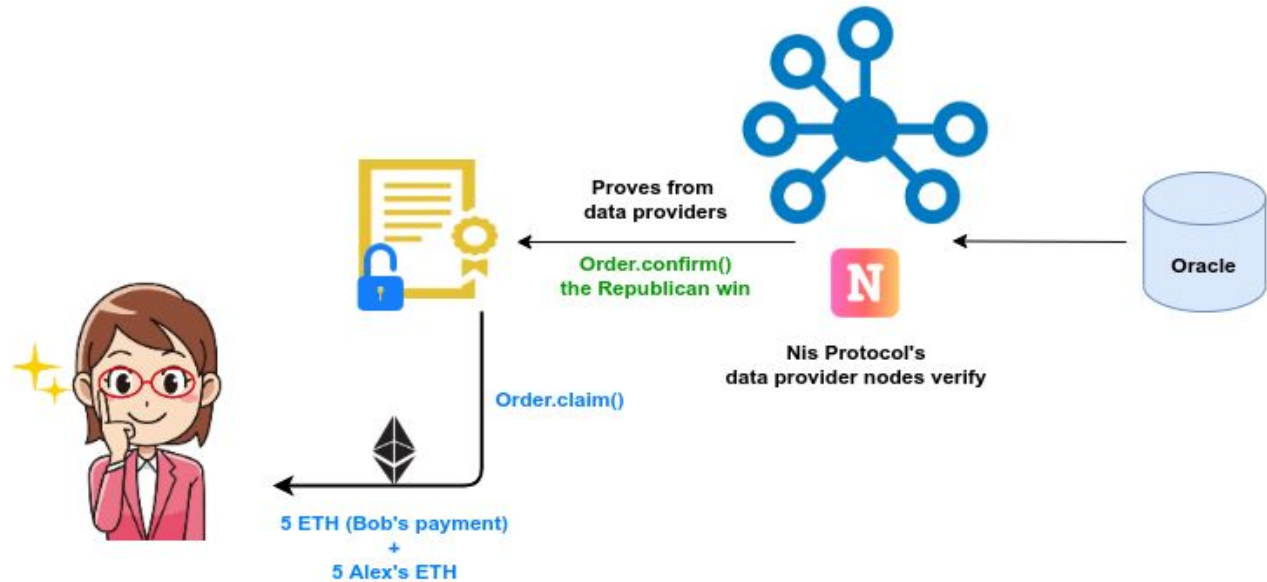 Proves from
data providers
Order.confirm()
the Republican win
N
Nis Protocol's
data provider nodes verify
Oracle
Order.claim()
5 ETH (Bob's payment)
+
5 Alex's ETH